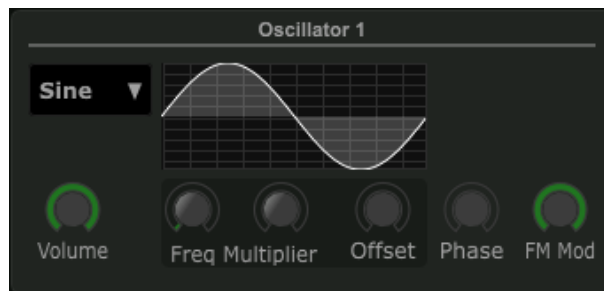 Oscillator 1
Sine ▼
Volume Freq Multiplier Offset Phase FM Mod